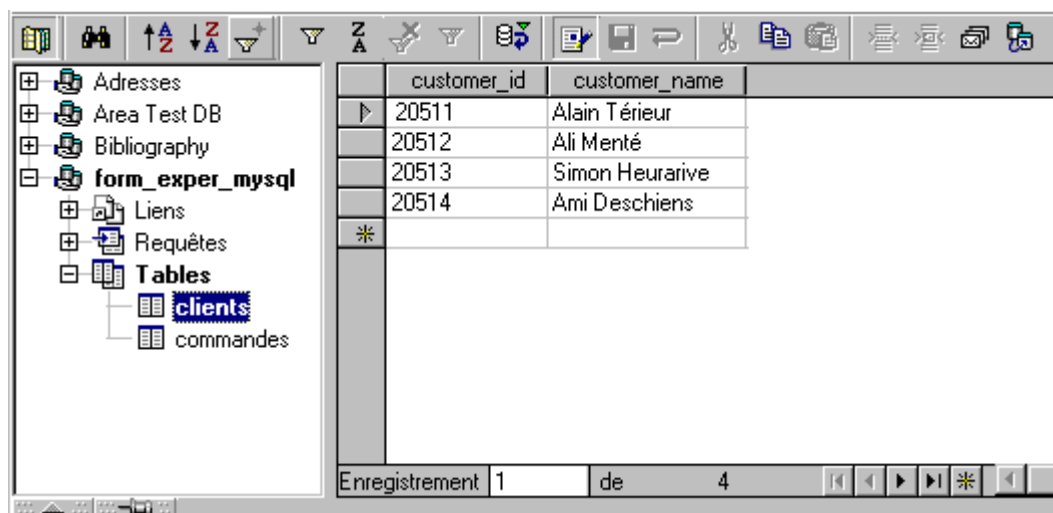 Adresses
Area Test DB
Bibliography
form_exper_mysql
Liens
Requêtes
Tables
clients
commandes
customer_id customer_name
20511 Alain Térieur
20512 Ali Menté
20513 Simon Heurarive
20514 Ami Deschiens
Enregistrement 1 de 4